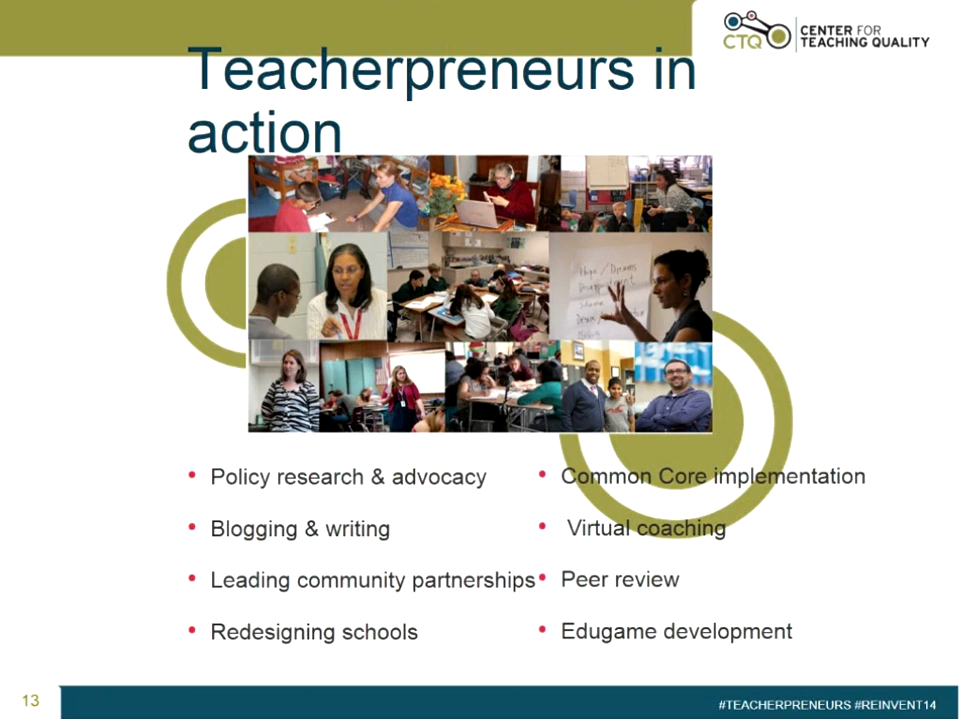 CTQ
CENTER FOR
TEACHING QUALITY
Teacherpreneurs in
action
• Policy research & advocacy
• Blogging & writing
• Leading community partnerships
• Redesigning schools
• Common Core implementation
• Virtual coaching
• Peer review
• Edugame development
13
#TEACHERPRENEURS #REINVENT14